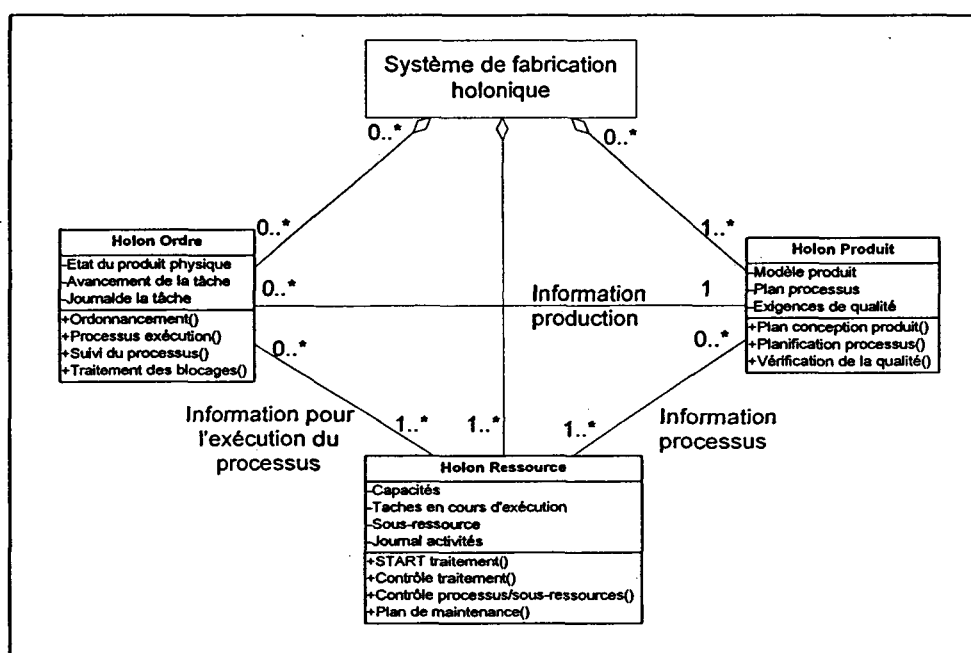 Système de fabrication
holonique
0..*
0..*
0..*
1..*
Holon Ordre
-Etat du produit physique
-Avancement de la tâche
-Journalde la tâche
+Ordonnancement()
+Processus exécution()
+Suivi du processus()
+Traitement des blocages()
Holon Produit
-Modèle produit
-Plan processus
-Exigences de qualité
+Plan conception produit()
+Planification processus()
+Vérification de la qualité()
0..*
Information
production
1
0..*
0..*
Information pour
l'exécution du
processus
1..*
1..*
1..*
Information
processus
Holon Ressource
-Capacités
-Taches en cours d'exécution
-Sous-ressource
-Journal activités
+START traitement()
+Contrôle traitement()
+Contrôle processus/sous-ressources()
+Plan de maintenance()